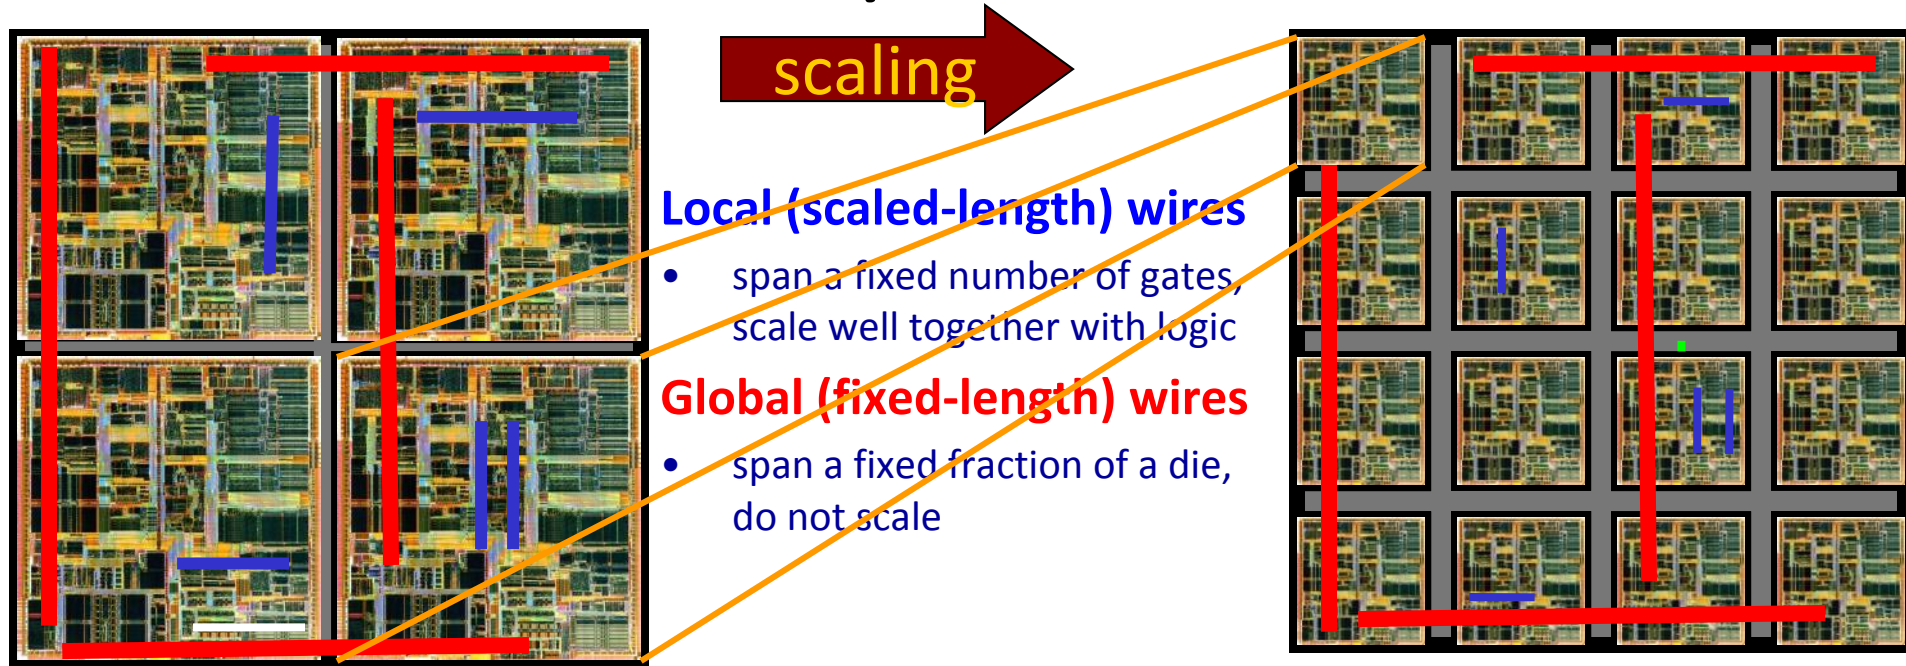 scaling
Local (scaled-length) wires
• span a fixed number of gates,
scale well together with logic
Global (fixed-length) wires
• span a fixed fraction of a die,
do not scale